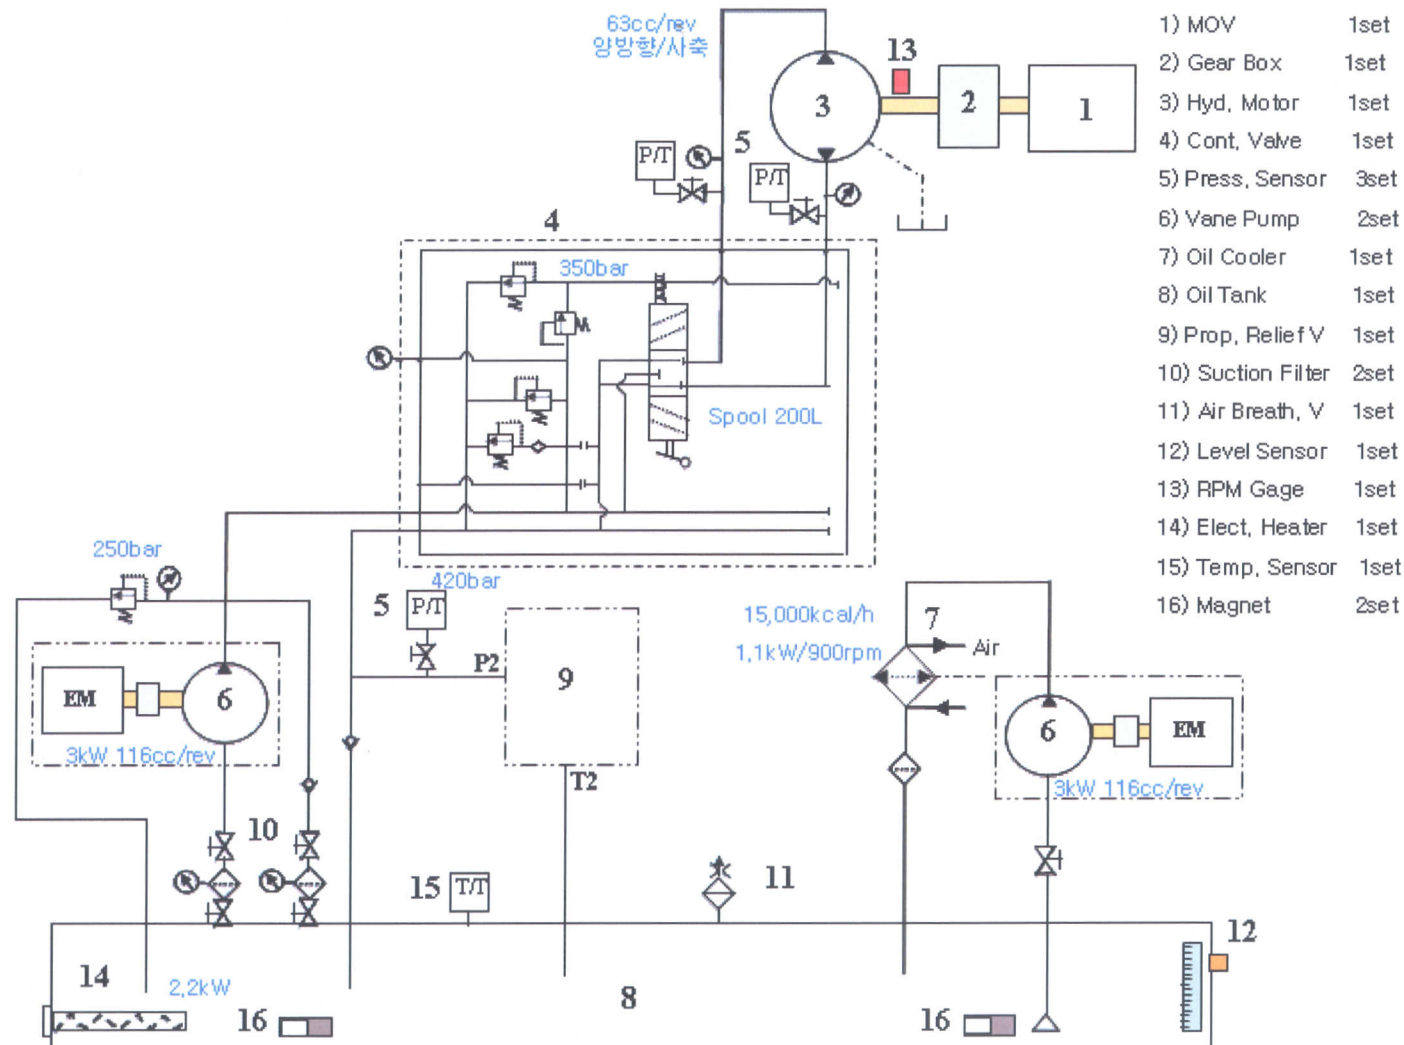 63cc/rev
양방향/사축
13
3
2
1
1) MOV 1set
2) Gear Box 1set
3) Hyd, Motor 1set
4) Cont, Valve 1set
5) Press, Sensor 3set
6) Vane Pump 2set
7) Oil Cooler 1set
8) Oil Tank 1set
9) Prop, Relief V 1set
10) Suction Filter 2set
11) Air Breath, V 1set
12) Level Sensor 1set
13) RPM Gage 1set
14) Elect, Heater 1set
15) Temp, Sensor 1set
16) Magnet 2set
P/T
5
P/T
4
350bar
Spool 200L
250bar
420bar
5
P/T
P2
9
T2
EM
6
3kW 116cc/rev
15,000kcal/h
7
1,1kW/900rpm
Air
6
EM
3kW 116cc/rev
10
15
T/T
11
12
14
2,2kW
16
8
16